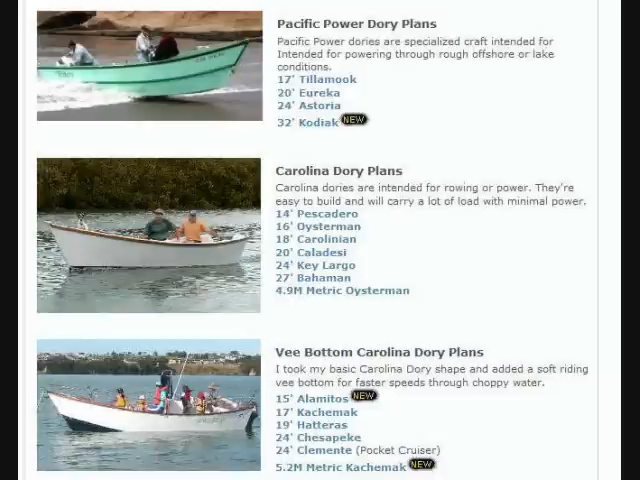 Pacific Power Dory Plans
Pacific Power dories are specialized craft intended for
Intended for powering through rough offshore or lake
conditions.
17' Tillamook
20' Eureka
24' Astoria
32' Kodiak NEW
Carolina Dory Plans
Carolina dories are intended for rowing or power. They're
easy to build and will carry a lot of load with minimal power.
14' Pescadero
16' Oysterman
18' Carolinian
20' Caladesi
24' Key Largo
27' Bahaman
4.9M Metric Oysterman
Vee Bottom Carolina Dory Plans
I took my basic Carolina Dory shape and added a soft riding
vee bottom for faster speeds through choppy water.
15' Alamitos NEW
17' Kachemak
19' Hatteras
24' Chesapeke
24' Clemente (Pocket Cruiser)
5.2M Metric Kachemak NEW